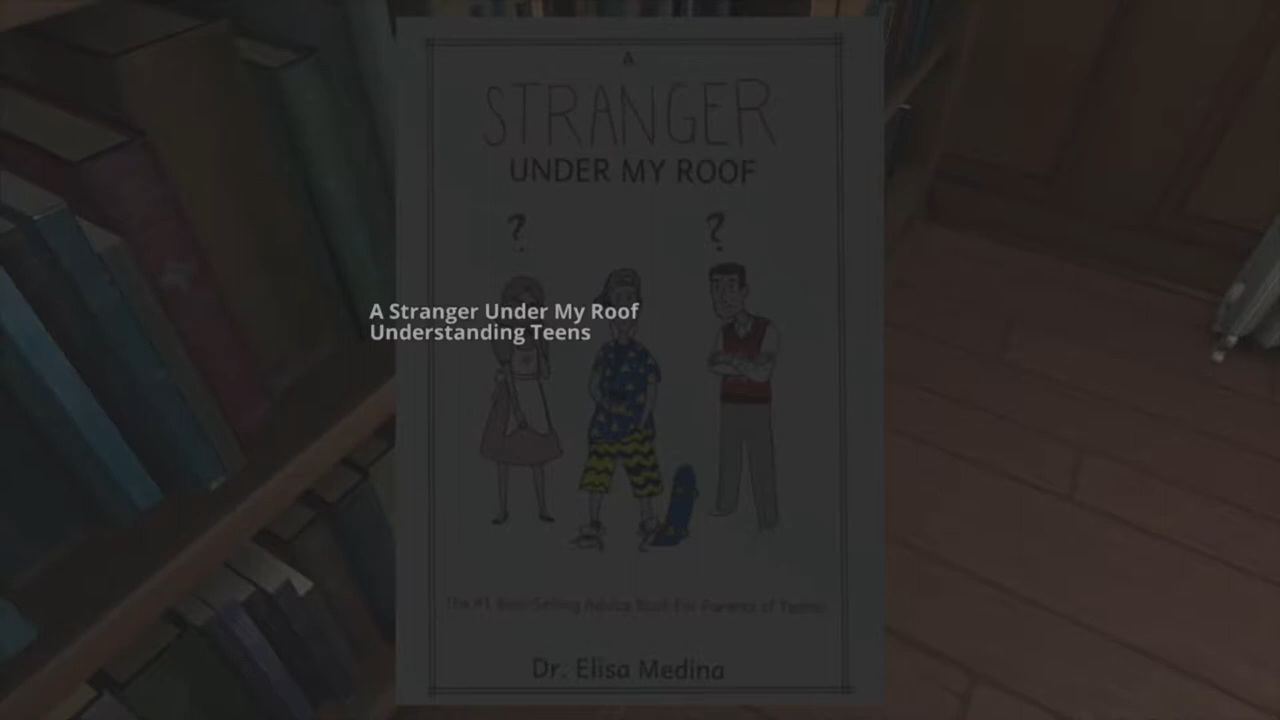 A
STRANGER
UNDER MY ROOF
?
?
A Stranger Under My Roof
Understanding Teens
The #1 Best-Selling Advice Book For Parents of Teens
Dr. Elisa Medina